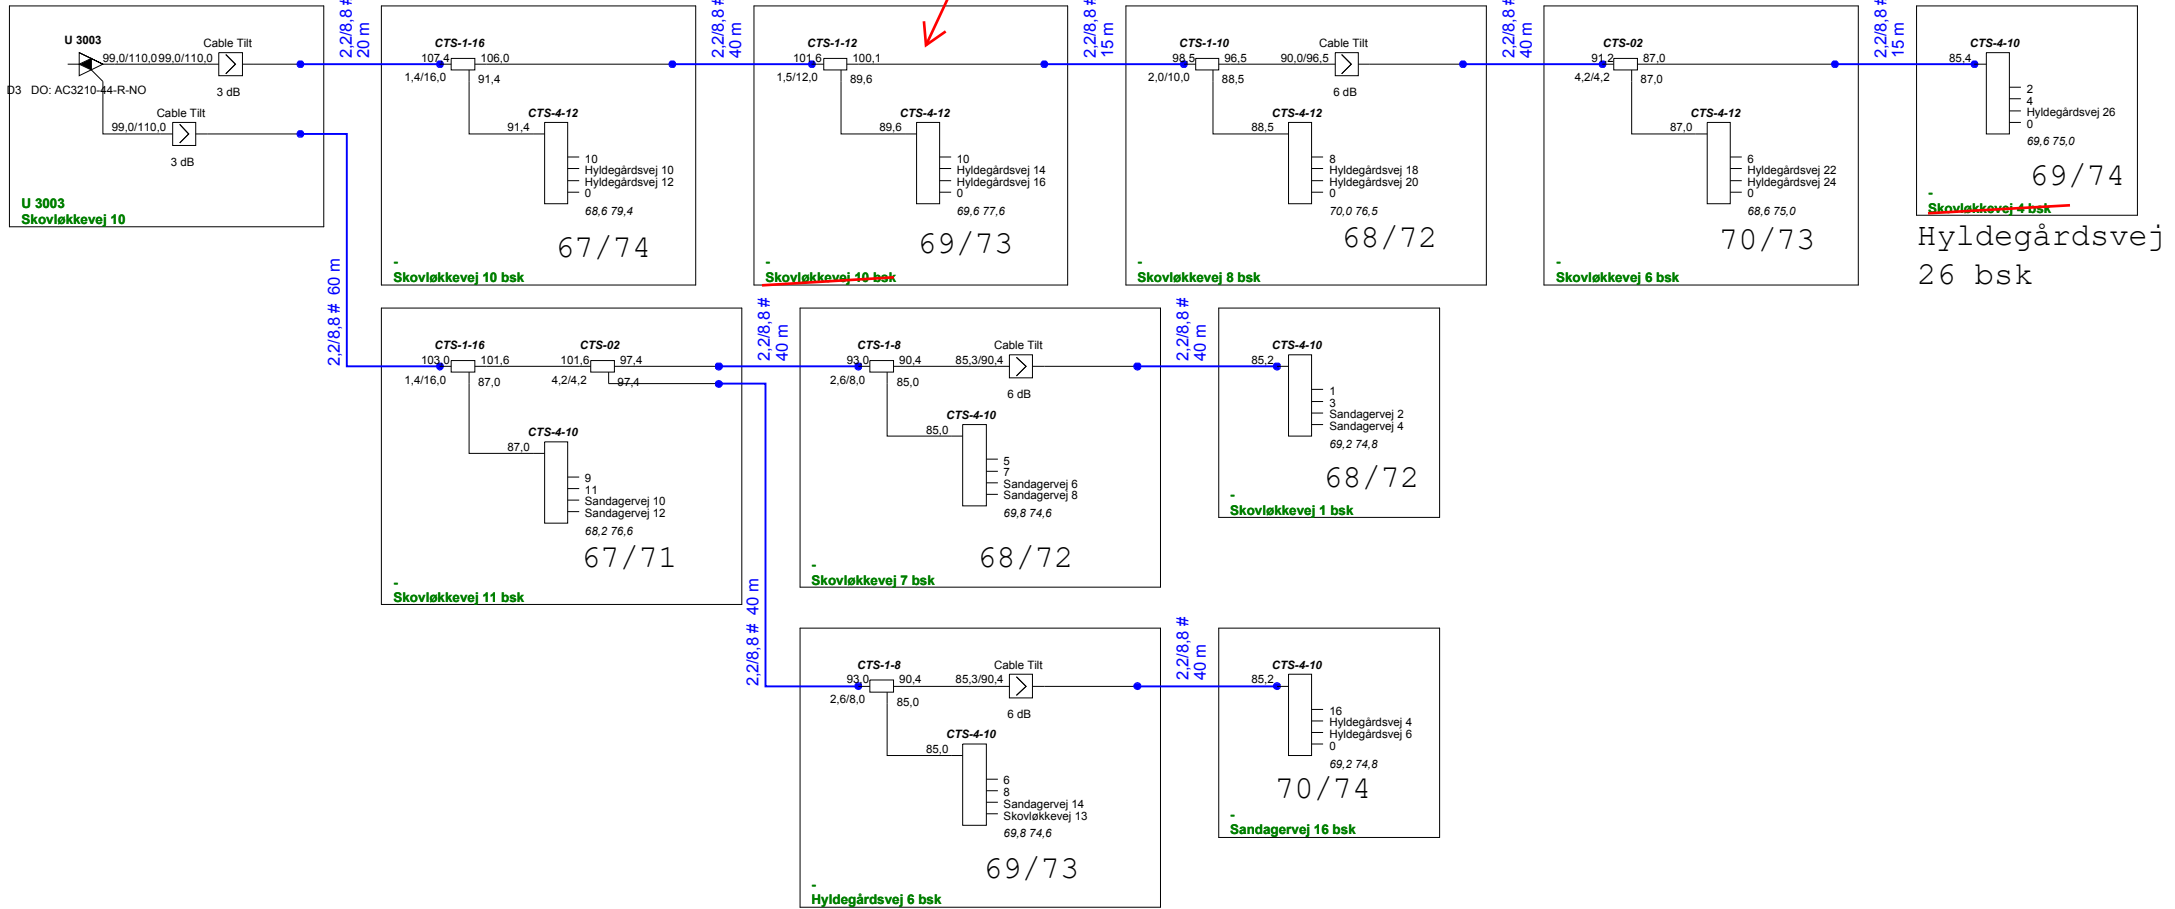 U 3003
99,0/110,0
99,0/110,0
Cable Tilt
3 dB
D3 DO: AC3210-44-R-NO
Cable Tilt
99,0/110,0
3 dB
U 3003
Skovløkkevej 10
2,2/8,8 #
20 m
CTS-1-16
107,4
106,0
1,4/16,0
91,4
CTS-4-12
91,4
10
Hyldegårdsvej 10
Hyldegårdsvej 12
0
68,6 79,4
67/74
-
Skovløkkevej 10 bsk
2,2/8,8 #
40 m
CTS-1-12
101,6
100,1
1,5/12,0
89,6
CTS-4-12
89,6
10
Hyldegårdsvej 14
Hyldegårdsvej 16
0
69,6 77,6
69/73
-
Skovløkkevej 10 bsk
2,2/8,8 #
15 m
CTS-1-10
98,5
96,5
2,0/10,0
88,5
90,0/96,5
Cable Tilt
6 dB
CTS-4-12
88,5
8
Hyldegårdsvej 18
Hyldegårdsvej 20
0
70,0 76,5
68/72
-
Skovløkkevej 8 bsk
2,2/8,8 #
40 m
CTS-02
91,2
87,0
4,2/4,2
87,0
CTS-4-12
87,0
6
Hyldegårdsvej 22
Hyldegårdsvej 24
0
68,6 75,0
70/73
-
Skovløkkevej 6 bsk
2,2/8,8 #
15 m
CTS-4-10
85,4
2
4
Hyldegårdsvej 26
0
69,6 75,0
69/74
-
Skovløkkevej 4 bsk
Hyldegårdsvej
26 bsk
2,2/8,8 # 60 m
CTS-1-16
103,0
101,6
1,4/16,0
87,0
CTS-02
101,6
97,4
4,2/4,2
97,4
CTS-4-10
87,0
9
11
Sandagervej 10
Sandagervej 12
68,2 76,6
67/71
-
Skovløkkevej 11 bsk
2,2/8,8 #
40 m
CTS-1-8
93,0
90,4
2,6/8,0
85,0
85,3/90,4
Cable Tilt
6 dB
CTS-4-10
85,0
5
7
Sandagervej 6
Sandagervej 8
69,8 74,6
68/72
-
Skovløkkevej 7 bsk
2,2/8,8 #
40 m
CTS-4-10
85,2
1
3
Sandagervej 2
Sandagervej 4
69,2 74,8
68/72
-
Skovløkkevej 1 bsk
2,2/8,8 # 40 m
CTS-1-8
93,0
90,4
2,6/8,0
85,0
85,3/90,4
Cable Tilt
6 dB
CTS-4-10
85,0
6
8
Sandagervej 14
Skovløkkevej 13
69,8 74,6
69/73
-
Hyldegårdsvej 6 bsk
2,2/8,8 #
40 m
CTS-4-10
85,2
16
Hyldegårdsvej 4
Hyldegårdsvej 6
0
69,2 74,8
70/74
-
Sandagervej 16 bsk